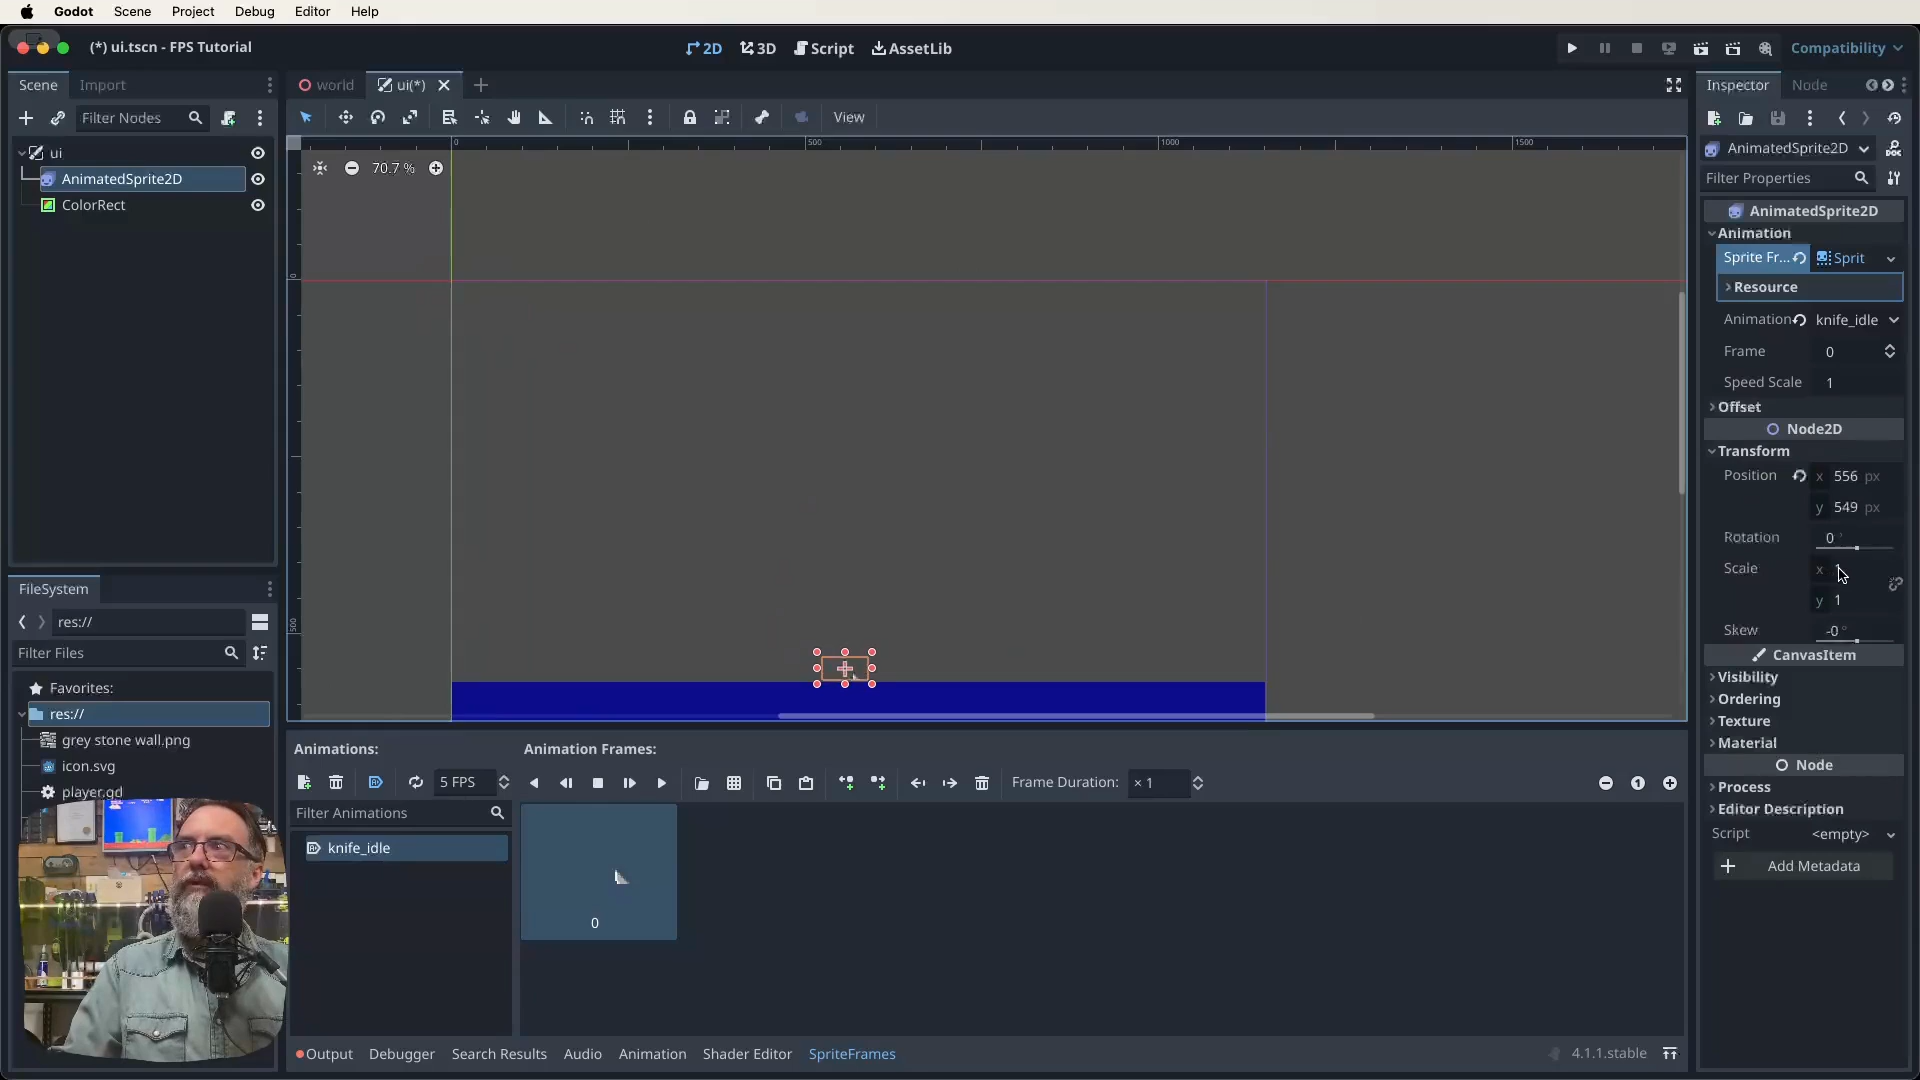 Godot Scene Project Debug Editor Help
(*) ui.tscn - FPS Tutorial
2D 3D Script AssetLib
Compatibility
Scene Import
world ui(*)
Inspector Node
Filter Nodes
View
ui
AnimatedSprite2D
ColorRect
0 500 1000 1500
70.7 %
0
500
AnimatedSprite2D
Filter Properties
AnimatedSprite2D
Animation
Sprite Fr... Sprit
Resource
Animation knife_idle
Frame 0
Speed Scale 1
Offset
Node2D
Transform
Position x 556 px
y 549 px
Rotation 0 °
Scale x
y 1
Skew -0 °
CanvasItem
Visibility
Ordering
Texture
Material
Node
Process
Editor Description
Script <empty>
Add Metadata
FileSystem
res://
Filter Files
Favorites:
res://
grey stone wall.png
icon.svg
player.gd
Animations:
Animation Frames:
5 FPS
Frame Duration: × 1
Filter Animations
knife_idle
0
Output Debugger Search Results Audio Animation Shader Editor SpriteFrames
4.1.1.stable